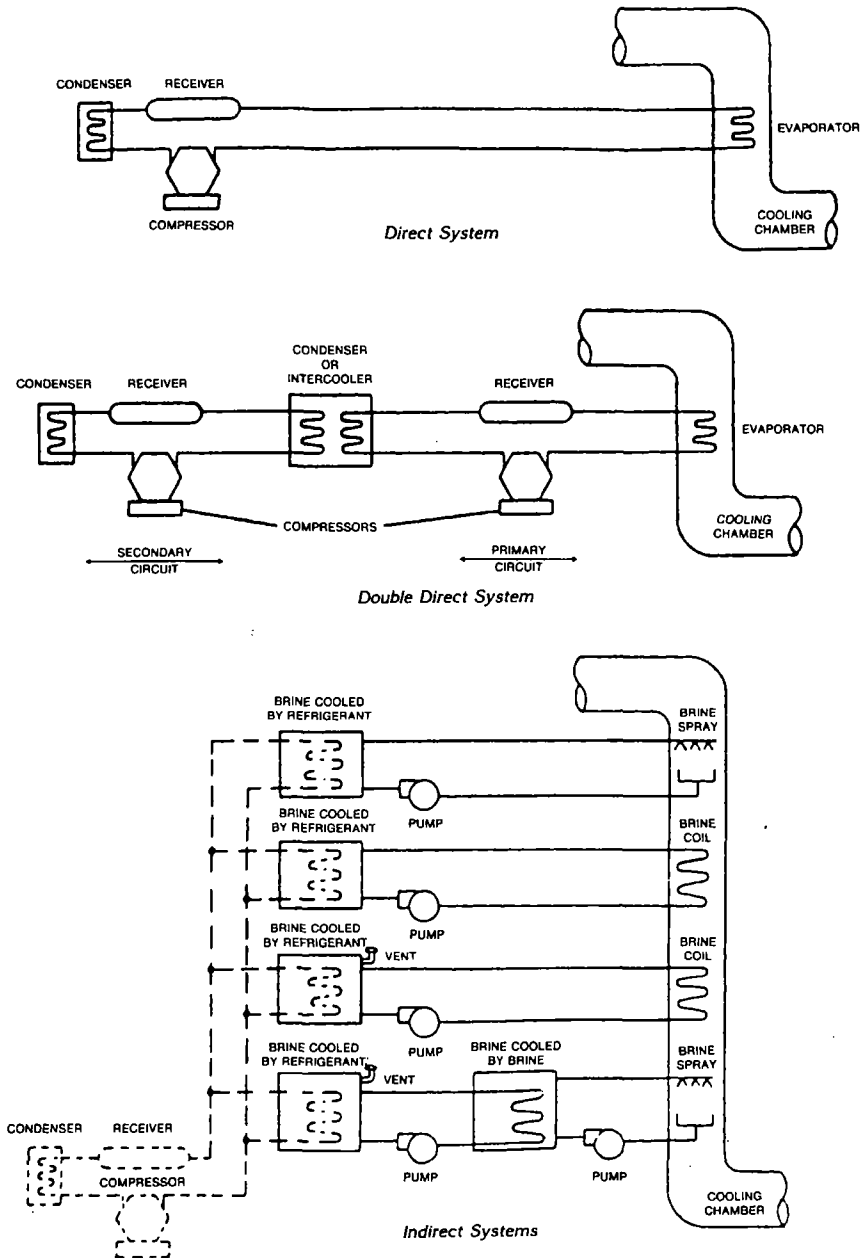 CONDENSER
RECEIVER
EVAPORATOR
COMPRESSOR
COOLING
CHAMBER
Direct System
CONDENSER
RECEIVER
CONDENSER
OR
INTERCOOLER
RECEIVER
EVAPORATOR
COMPRESSORS
COOLING
CHAMBER
SECONDARY
CIRCUIT
PRIMARY
CIRCUIT
Double Direct System
BRINE COOLED
BY REFRIGERANT
BRINE
SPRAY
PUMP
BRINE COOLED
BY REFRIGERANT
BRINE
COIL
PUMP
BRINE COOLED
BY REFRIGERANT
VENT
BRINE
COIL
PUMP
BRINE COOLED
BY REFRIGERANT
VENT
BRINE COOLED
BY BRINE
BRINE
SPRAY
PUMP
PUMP
CONDENSER
RECEIVER
COMPRESSOR
COOLING
CHAMBER
Indirect Systems